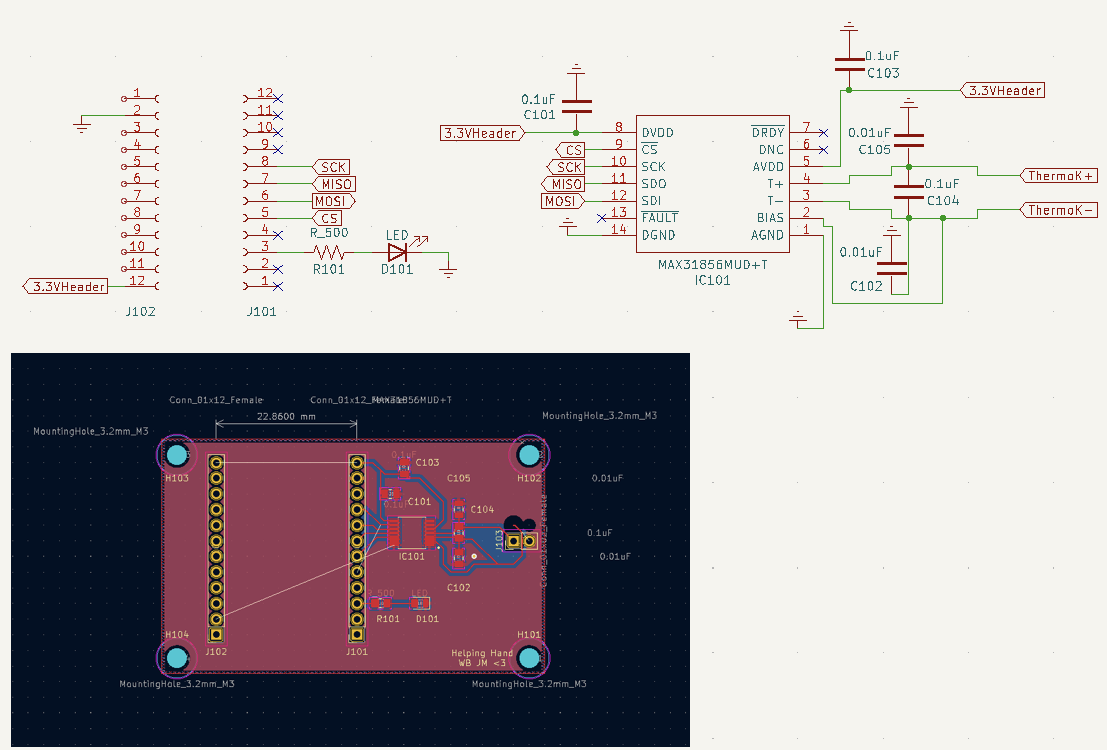 1
2
3
4
5
6
7
8
9
10
11
12
3.3VHeader
J102
12
11
10
9
8
7
6
5
4
3
2
1
SCK
MISO
MOSI
CS
R_500
R101
LED
D101
J101
0.1uF
C101
3.3VHeader
CS
SCK
MISO
MOSI
8 DVDD
9 CS
10 SCK
11 SDO
12 SDI
13 FAULT
14 DGND
DRDY 7
DNC 6
AVDD 5
T+ 4
T- 3
BIAS 2
AGND 1
MAX31856MUD+T
IC101
0.1uF
C103
3.3VHeader
0.01uF
C105
ThermoK+
0.1uF
C104
ThermoK-
0.01uF
C102
Conn_01x12_Female
Conn_01x12_Female
MAX31856MUD+T
22.8600 mm
MountingHole_3.2mm_M3
MountingHole_3.2mm_M3
H103
H102
0.1uF
C103
C105
0.01uF
0.1uF
C101
C104
J103
0.1uF
IC101
0.01uF
C102
R_500
LED
R101
D101
H104
H101
J102
J101
Helping Hand
WB JM <3
MountingHole_3.2mm_M3
MountingHole_3.2mm_M3